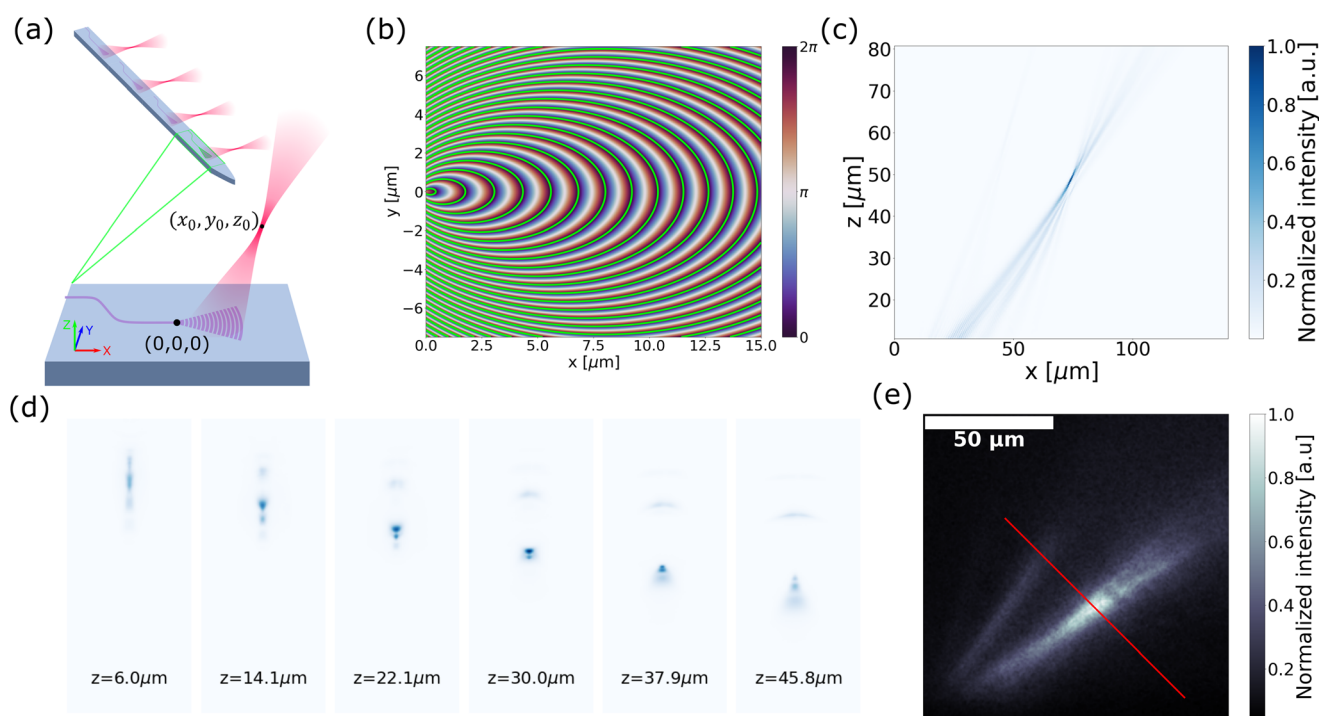 (a)
(x₀, y₀, z₀)
(0,0,0)
Z
Y
X
(b)
y [μm]
6
4
2
0
−2
−4
−6
0.0 2.5 5.0 7.5 10.0 12.5 15.0
x [μm]
2π
π
0
(c)
z [μm]
80
70
60
50
40
30
20
0 50 100
x [μm]
1.0
0.8
0.6
0.4
0.2
Normalized intensity [a.u.]
(d)
z=6.0μm z=14.1μm z=22.1μm z=30.0μm z=37.9μm z=45.8μm
(e)
50 μm
1.0
0.8
0.6
0.4
0.2
Normalized intensity [a.u]